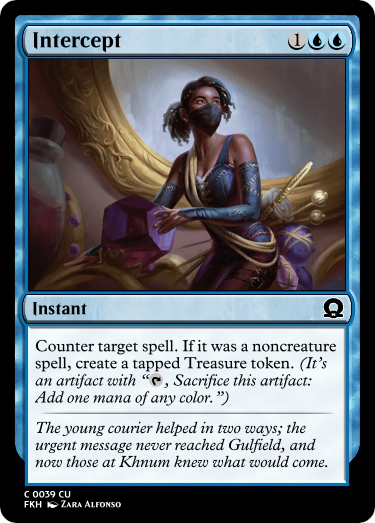 Intercept 1
Instant
Counter target spell. If it was a noncreature
spell, create a tapped Treasure token. (It's
an artifact with “, Sacrifice this artifact:
Add one mana of any color.”)
The young courier helped in two ways; the
urgent message never reached Gulfield, and
now those at Khnum knew what would come.
C 0039 CU
FKH Zara Alfonso